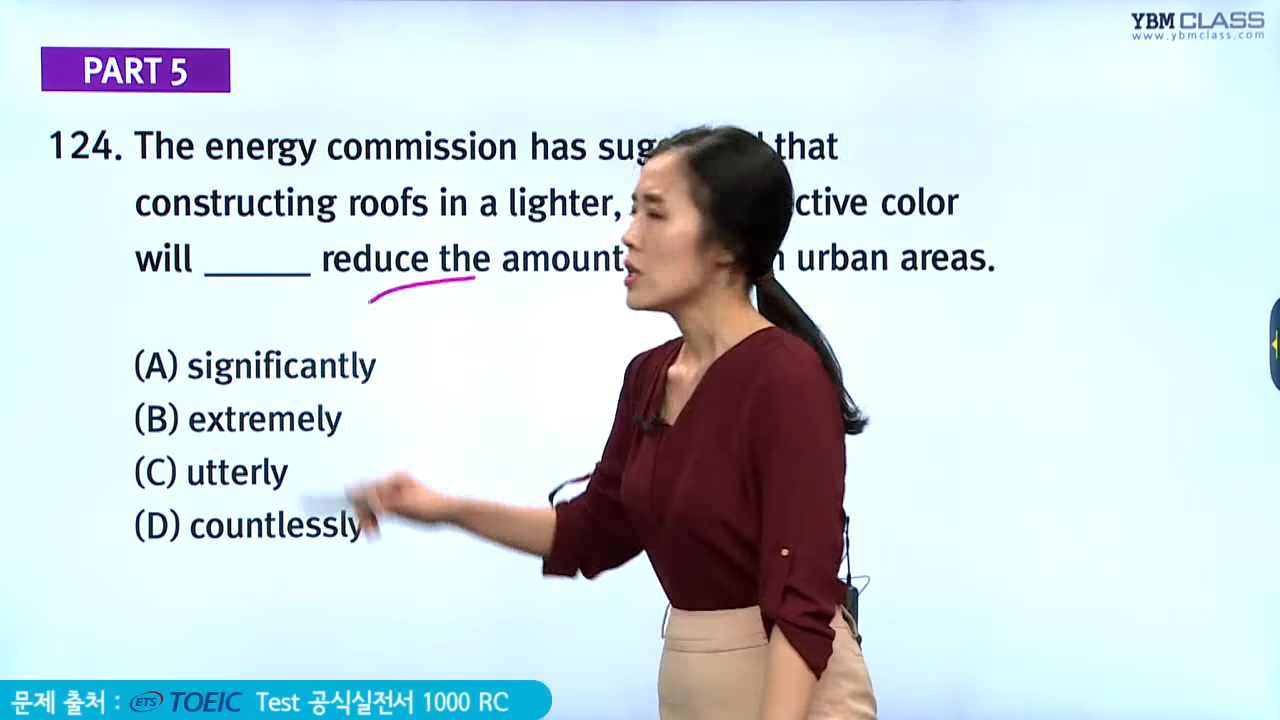 YBM CLASS
www.ybmclass.com
PART 5
124. The energy commission has that
constructing roofs in a lighter, color
will ______ reduce the amount urban areas.
(A) significantly
(B) extremely
(C) utterly
(D) countlessly
문제 출처 : ETS TOEIC Test 공식실전서 1000 RC